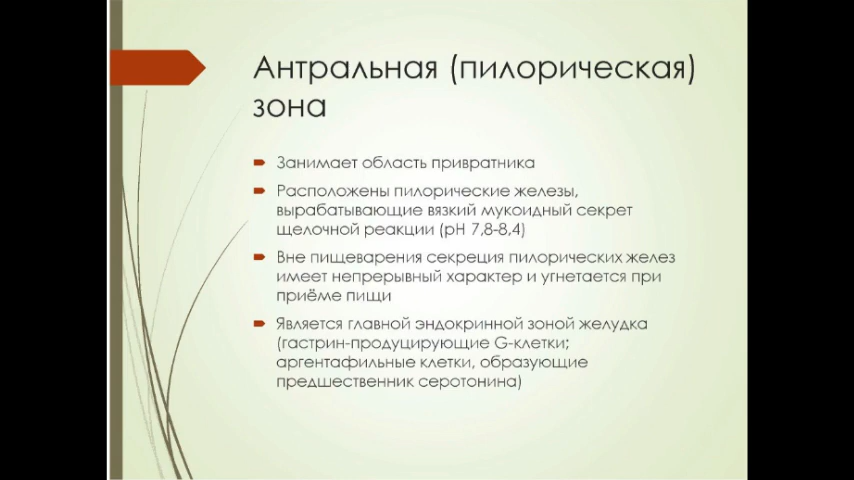 Антральная (пилорическая)
зона
Занимает область привратника
Расположены пилорические железы,
вырабатывающие вязкий мукоидный секрет
щелочной реакции (pH 7,8-8,4)
Вне пищеварения секреция пилорических желез
имеет непрерывный характер и угнетается при
приёме пищи
Является главной эндокринной зоной желудка
(гастрин-продуцирующие G-клетки;
аргентафильные клетки, образующие
предшественник серотонина)